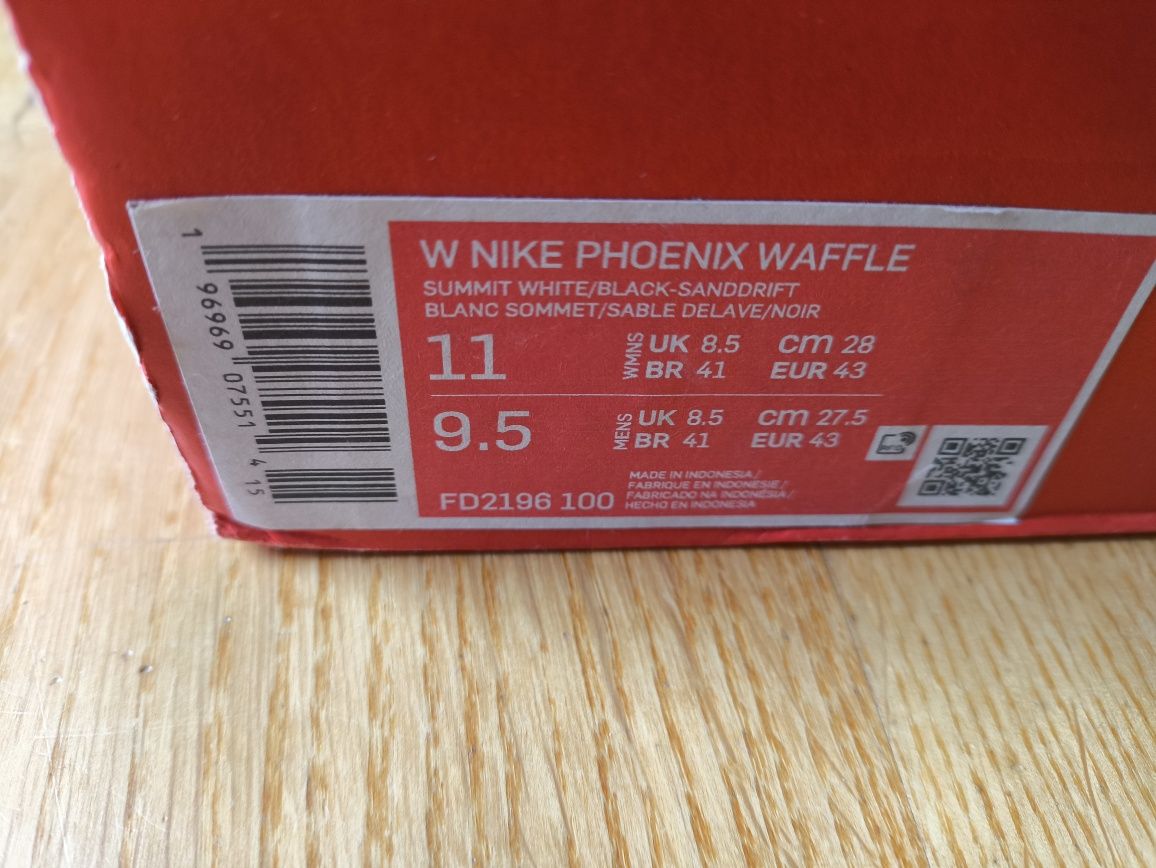 W NIKE PHOENIX WAFFLE
SUMMIT WHITE/BLACK-SANDDRIFT
BLANC SOMMET/SABLE DELAVE/NOIR
11 WMNS UK 8.5 cm 28
BR 41 EUR 43
9.5 MENS UK 8.5 cm 27.5
BR 41 EUR 43
FD2196 100
MADE IN INDONESIA/
FABRIQUE EN INDONESIE/
FABRICADO NA INDONÉSIA/
HECHO EN INDONESIA
1 96969 07551 4 15